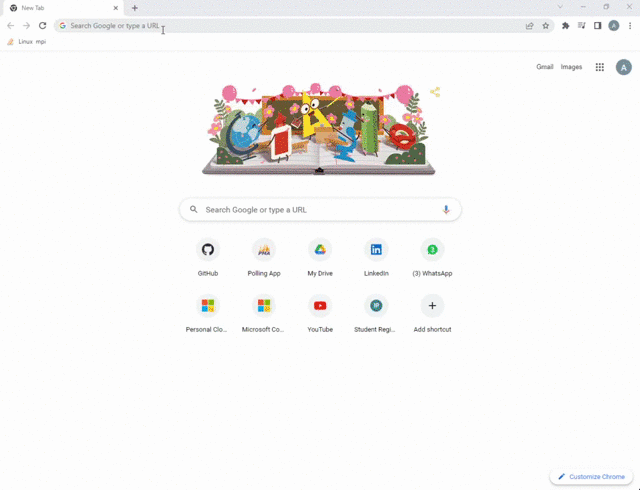 New Tab
Search Google or type a URL
Linux mpi
Gmail Images
A
Search Google or type a URL
GitHub Polling App My Drive LinkedIn (3) WhatsApp
Personal Clo... Microsoft Co... YouTube Student Regi... Add shortcut
Customize Chrome